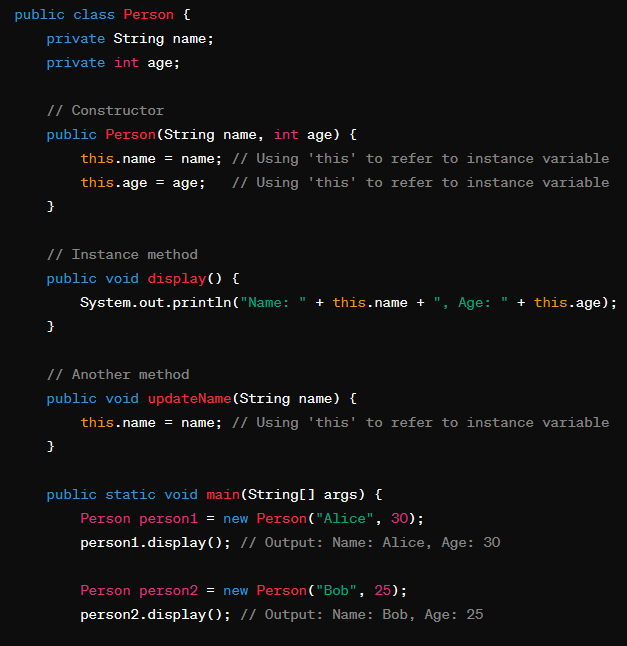 public class Person {
    private String name;
    private int age;

    // Constructor
    public Person(String name, int age) {
        this.name = name; // Using 'this' to refer to instance variable
        this.age = age;   // Using 'this' to refer to instance variable
    }

    // Instance method
    public void display() {
        System.out.println("Name: " + this.name + ", Age: " + this.age);
    }

    // Another method
    public void updateName(String name) {
        this.name = name; // Using 'this' to refer to instance variable
    }

    public static void main(String[] args) {
        Person person1 = new Person("Alice", 30);
        person1.display(); // Output: Name: Alice, Age: 30

        Person person2 = new Person("Bob", 25);
        person2.display(); // Output: Name: Bob, Age: 25